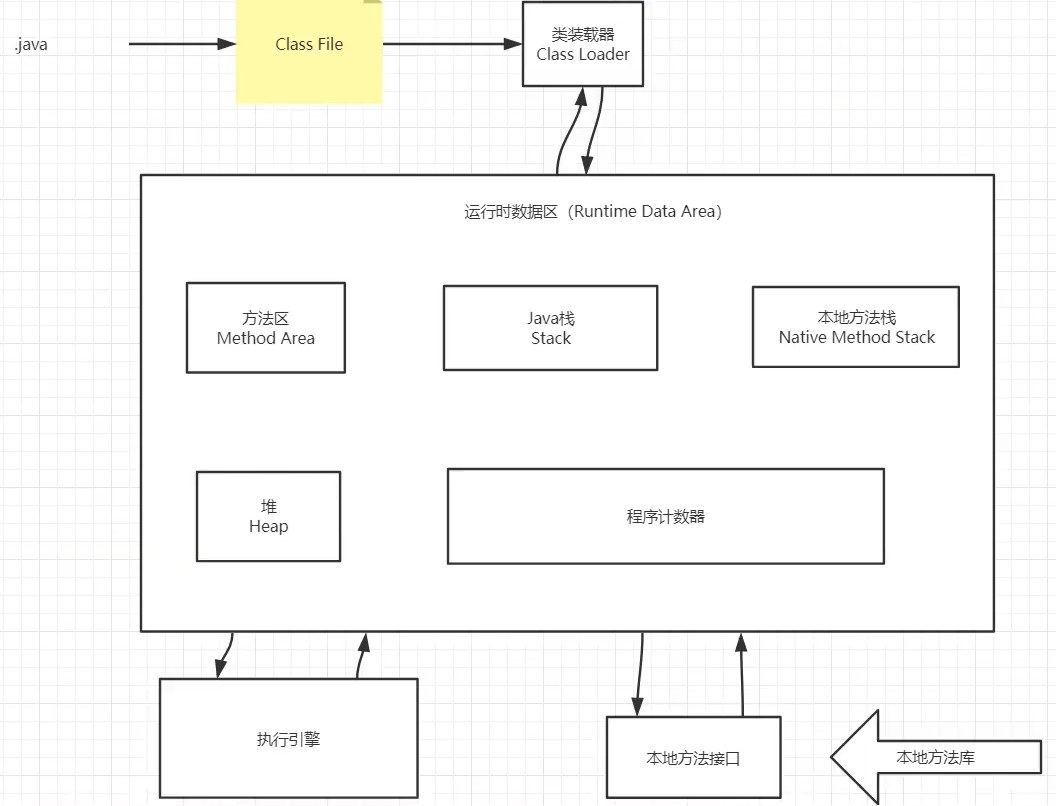 .java
Class File
类装载器
Class Loader
运行时数据区（Runtime Data Area）
方法区
Method Area
Java栈
Stack
本地方法栈
Native Method Stack
堆
Heap
程序计数器
执行引擎
本地方法接口
本地方法库